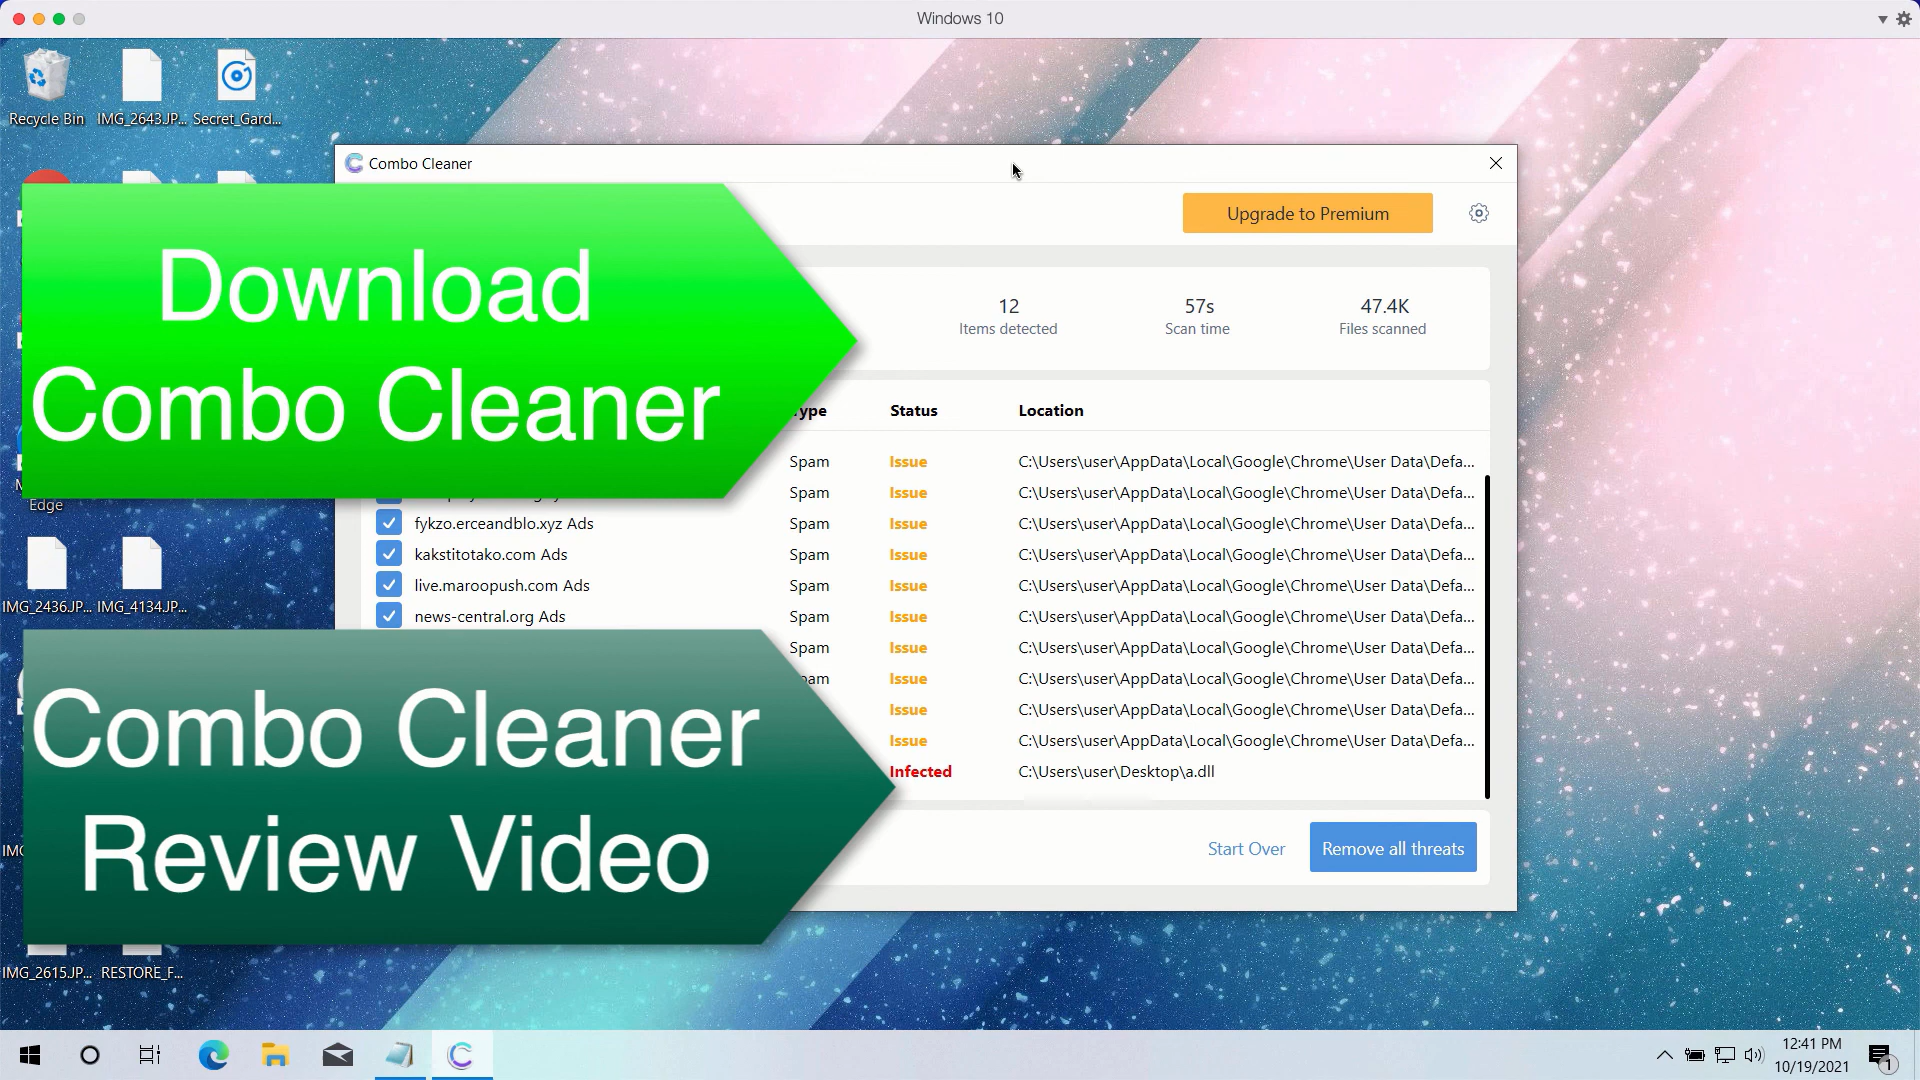 Windows 10
Recycle Bin
IMG_2643.JP...
Secret_Gard...
Combo Cleaner
Upgrade to Premium
Download
Combo Cleaner
12
Items detected
57s
Scan time
47.4K
Files scanned
Status Location
Spam Issue C:\Users\user\AppData\Local\Google\Chrome\User Data\Defa...
Spam Issue C:\Users\user\AppData\Local\Google\Chrome\User Data\Defa...
Edge
fykzo.erceandblo.xyz Ads Spam Issue C:\Users\user\AppData\Local\Google\Chrome\User Data\Defa...
kakstitotako.com Ads Spam Issue C:\Users\user\AppData\Local\Google\Chrome\User Data\Defa...
live.maroopush.com Ads Spam Issue C:\Users\user\AppData\Local\Google\Chrome\User Data\Defa...
news-central.org Ads Spam Issue C:\Users\user\AppData\Local\Google\Chrome\User Data\Defa...
IMG_2436.JP...
IMG_4134.JP...
Spam Issue C:\Users\user\AppData\Local\Google\Chrome\User Data\Defa...
Issue C:\Users\user\AppData\Local\Google\Chrome\User Data\Defa...
Issue C:\Users\user\AppData\Local\Google\Chrome\User Data\Defa...
Issue C:\Users\user\AppData\Local\Google\Chrome\User Data\Defa...
Infected C:\Users\user\Desktop\a.dll
Combo Cleaner
Review Video
Start Over
Remove all threats
IMG_2615.JP...
RESTORE_F...
12:41 PM
10/19/2021
1